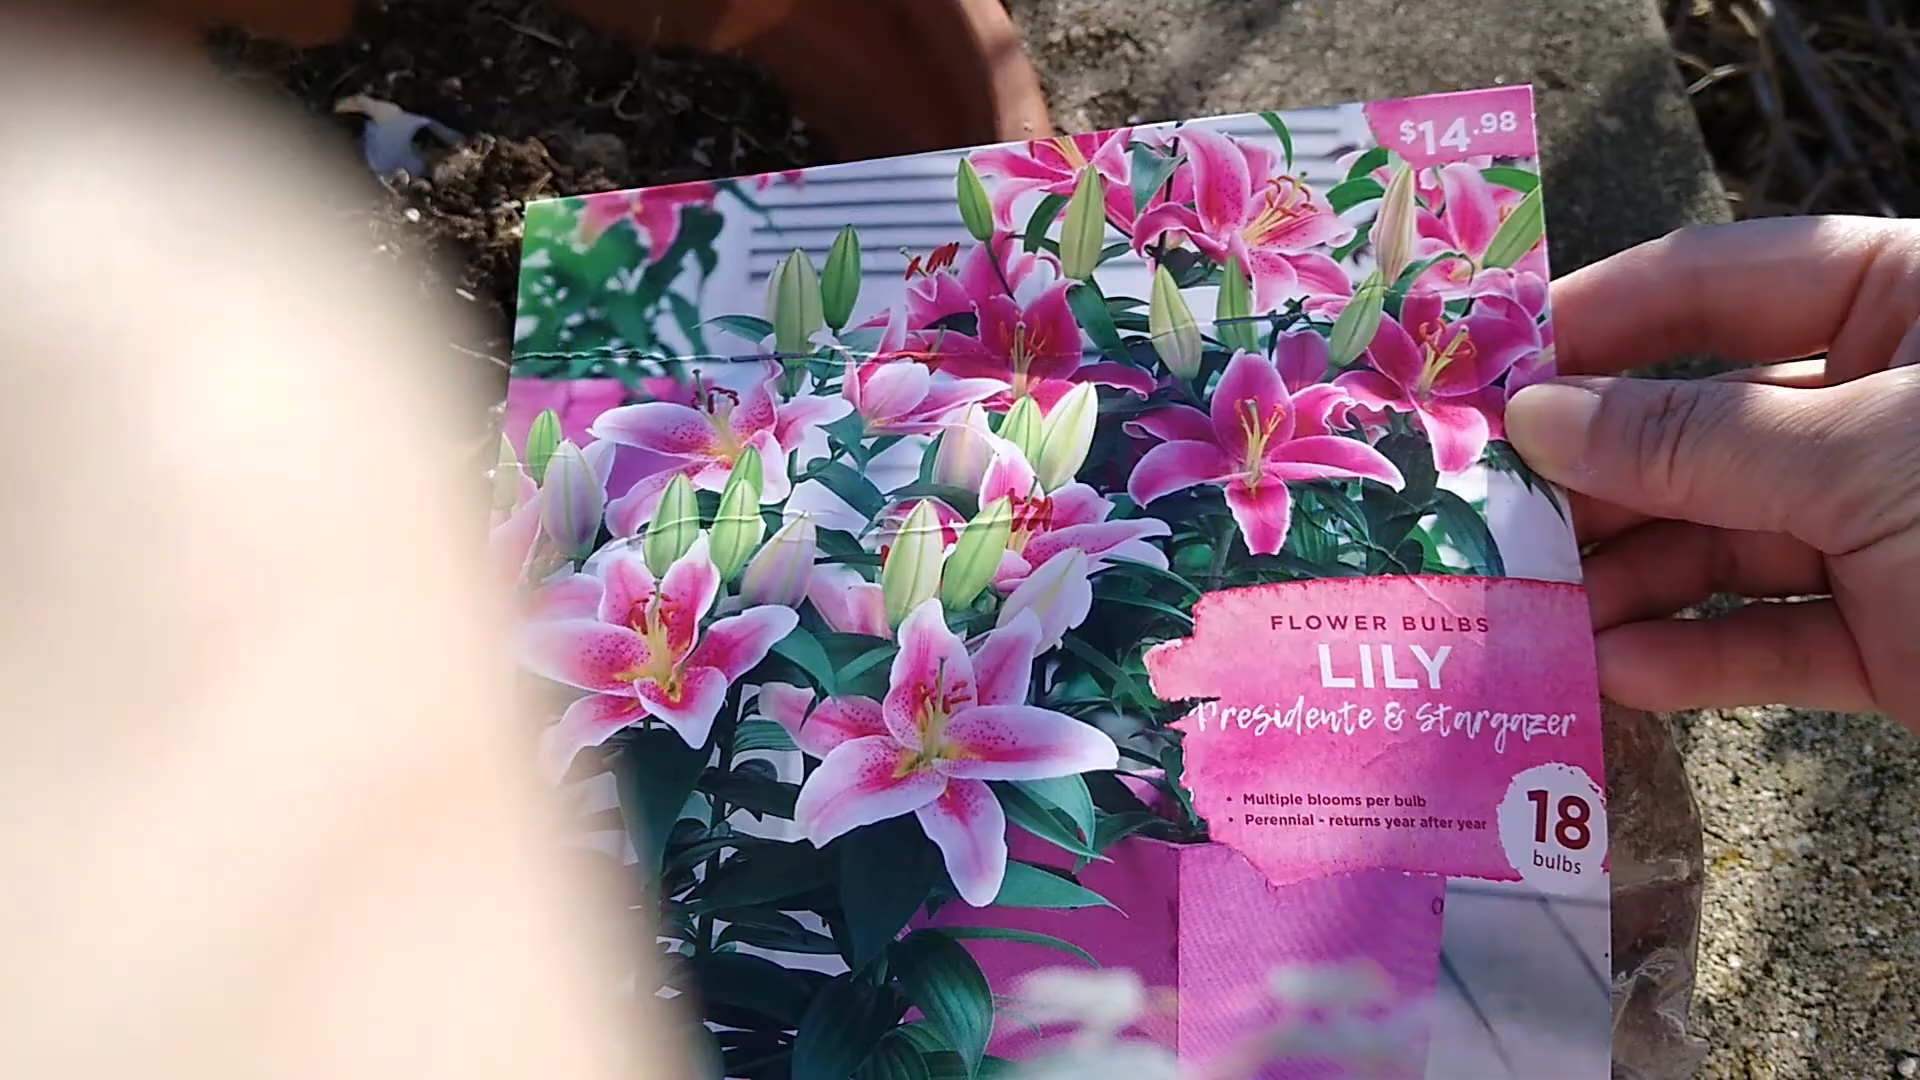 $14.98
FLOWER BULBS
LILY
Presidente & Stargazer
• Multiple blooms per bulb
• Perennial - returns year after year
18
bulbs